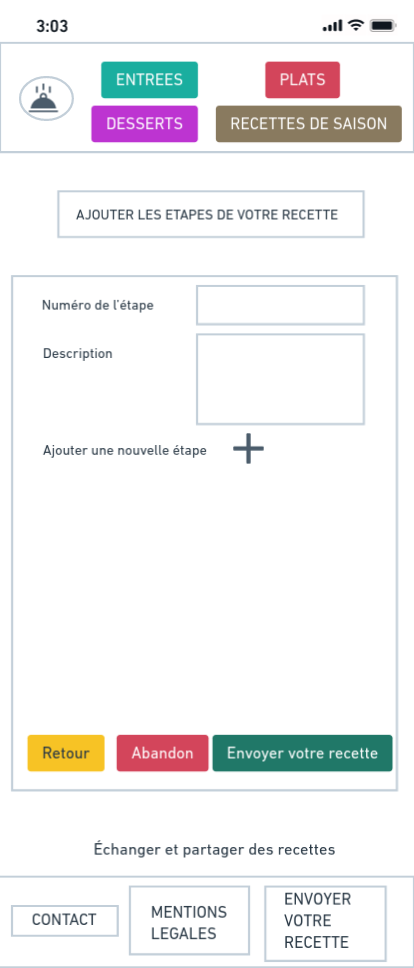 3:03
ENTREES
PLATS
DESSERTS
RECETTES DE SAISON
AJOUTER LES ETAPES DE VOTRE RECETTE
Numéro de l'étape
Description
Ajouter une nouvelle étape
Retour
Abandon
Envoyer votre recette
Échanger et partager des recettes
CONTACT
MENTIONS
LEGALES
ENVOYER
VOTRE
RECETTE